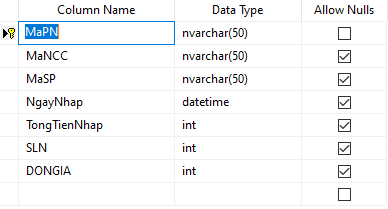 Column Name Data Type Allow Nulls
MaPN nvarchar(50)
MaNCC nvarchar(50)
MaSP nvarchar(50)
NgayNhap datetime
TongTienNhap int
SLN int
DONGIA int